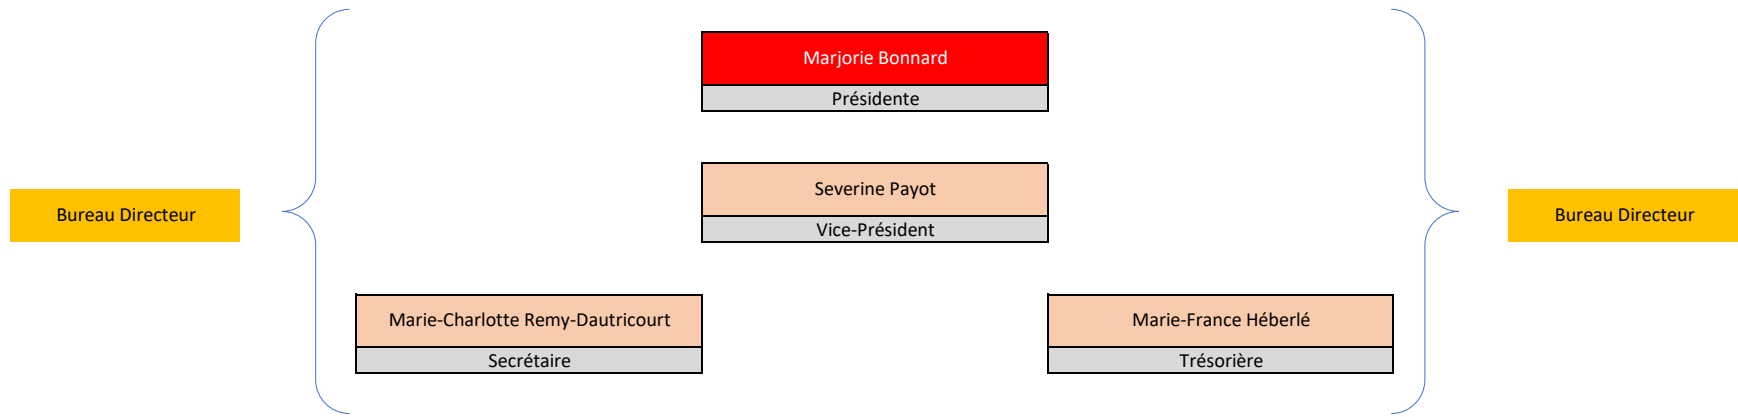 Marjorie Bonnard
Présidente
Severine Payot
Bureau Directeur
Bureau Directeur
Vice-Président
Marie-Charlotte Remy-Dautricourt
Marie-France Héberlé
Secrétaire
Trésorière